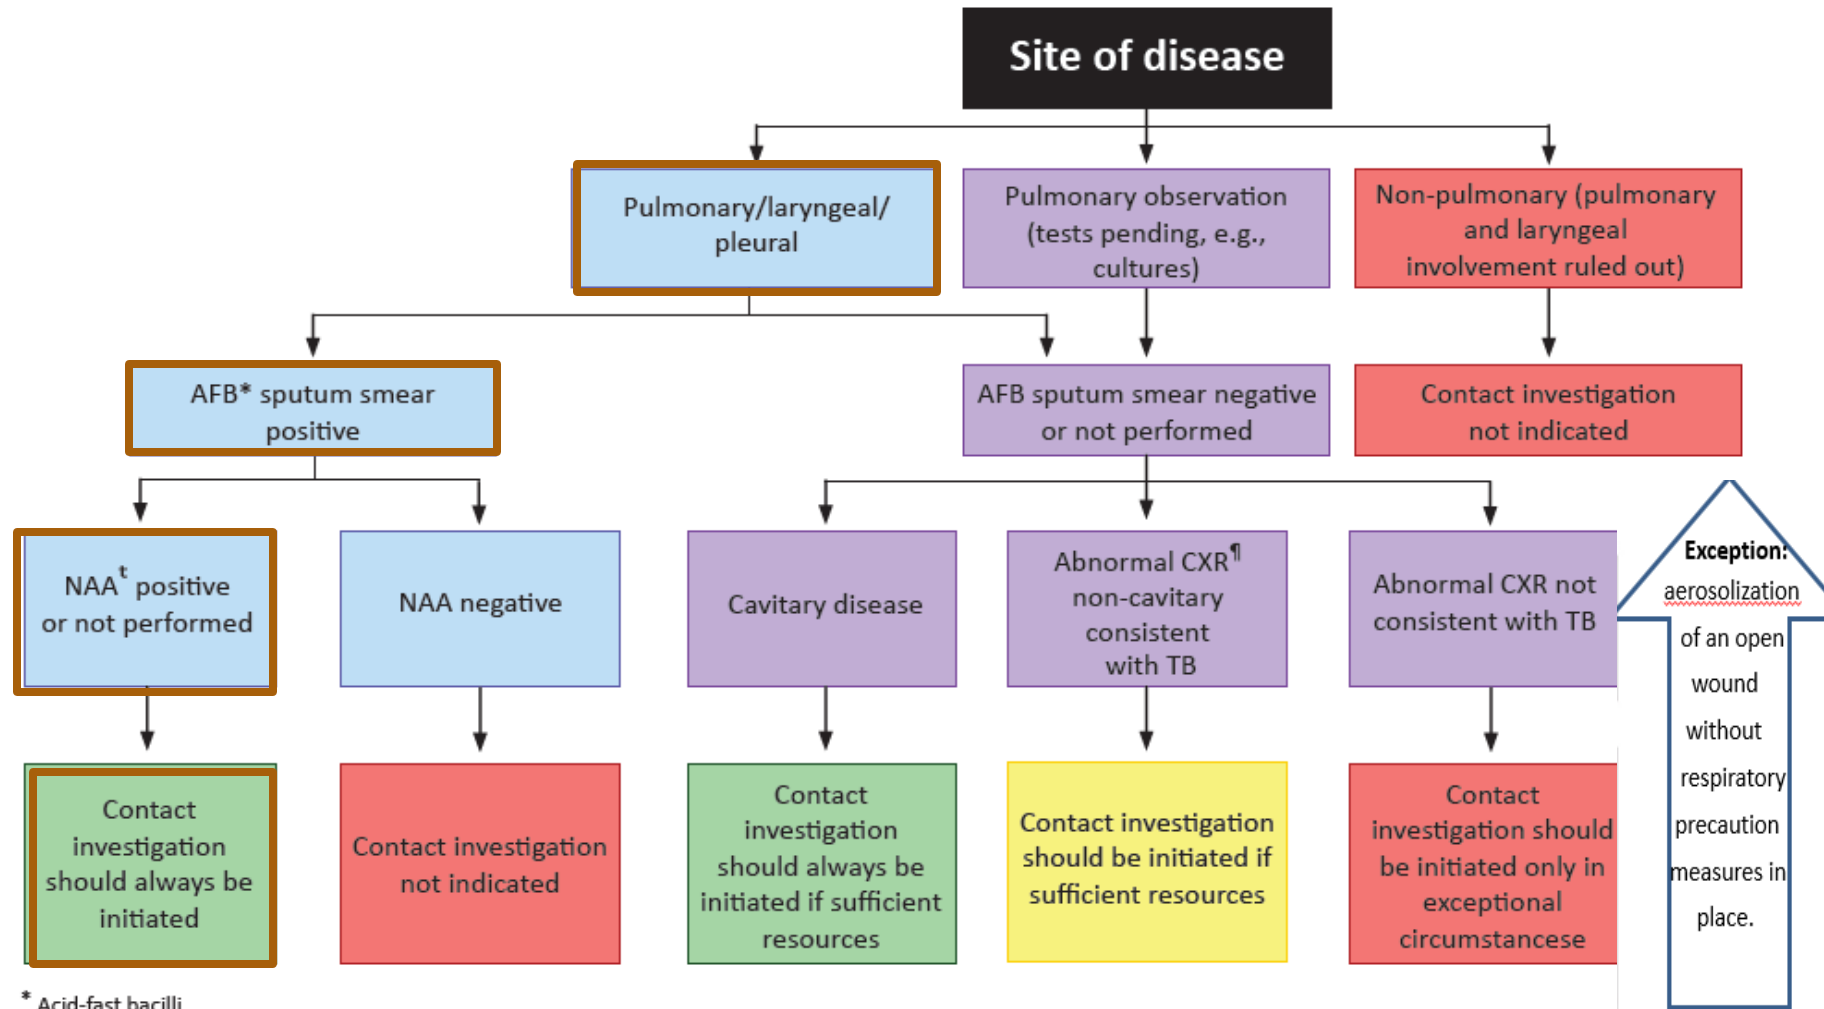 Site of disease
Pulmonary/laryngeal/
pleural
Pulmonary observation
(tests pending, e.g.,
cultures)
Non-pulmonary (pulmonary
and laryngeal
involvement ruled out)
AFB* sputum smear
positive
AFB sputum smear negative
or not performed
Contact investigation
not indicated
NAAᵗ positive
or not performed
NAA negative
Cavitary disease
Abnormal CXR¶
non-cavitary
consistent
with TB
Abnormal CXR not
consistent with TB
Exception:
aerosolization
of an open
wound
without
respiratory
precaution
measures in
place.
Contact
investigation
should always be
initiated
Contact investigation
not indicated
Contact
investigation
should always be
initiated if sufficient
resources
Contact investigation
should be initiated if
sufficient resources
Contact
investigation should
be initiated only in
exceptional
circumstancese
* Acid-fast bacilli